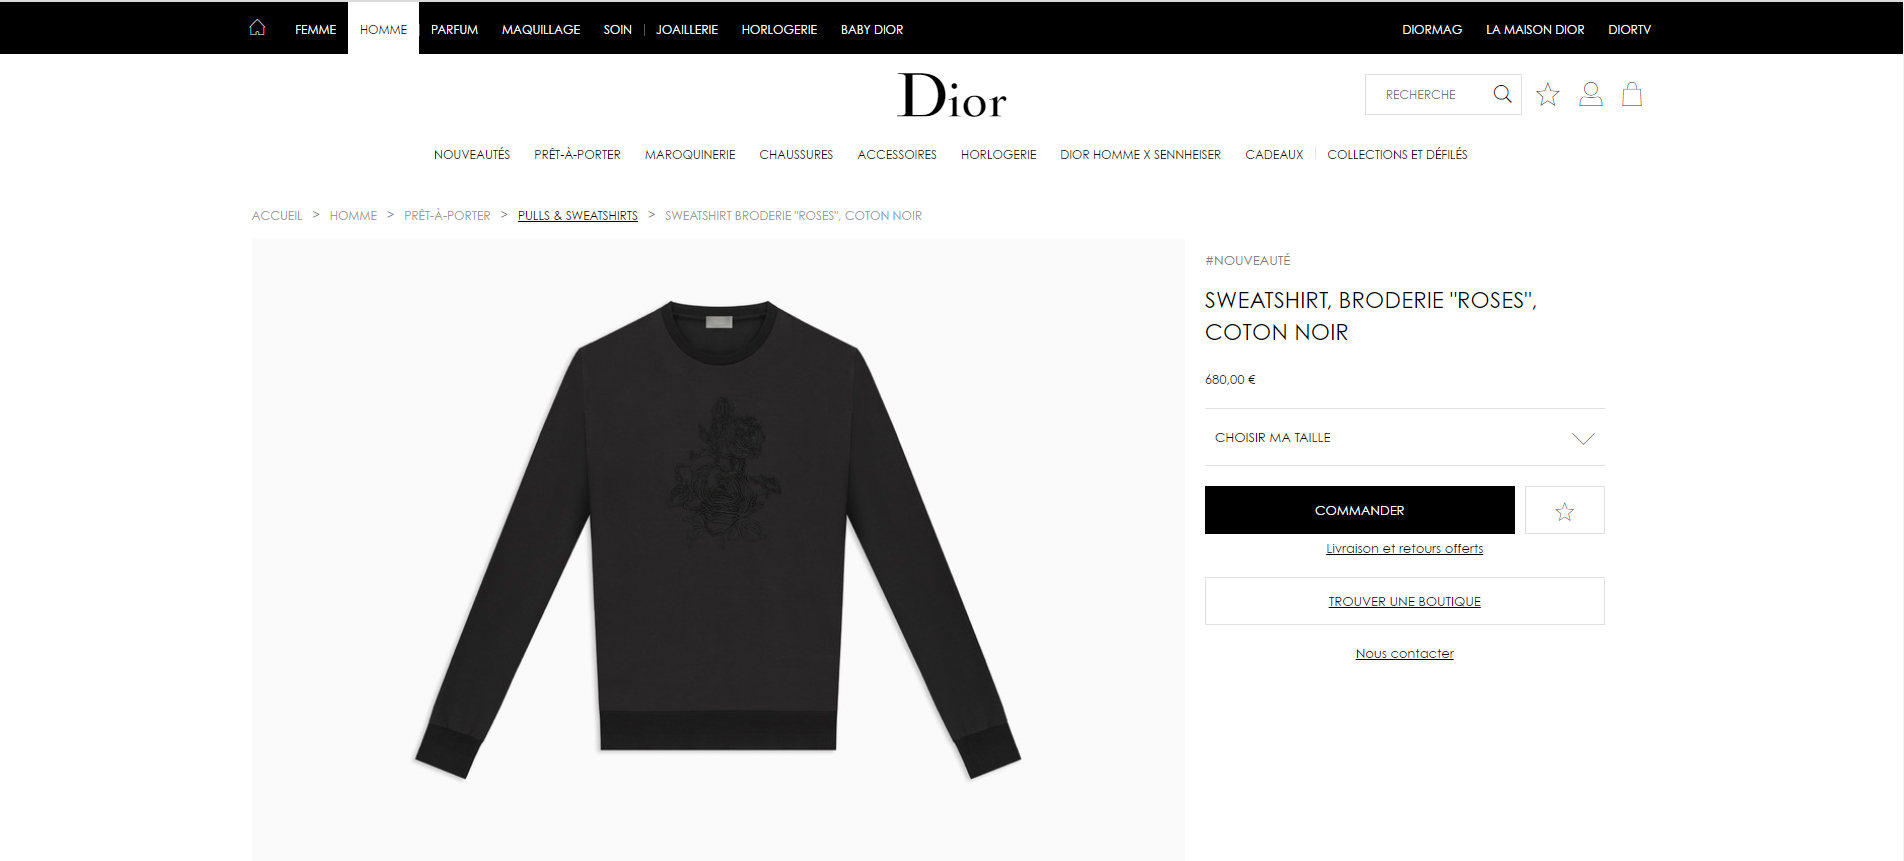 FEMME HOMME PARFUM MAQUILLAGE SOIN JOAILLERIE HORLOGERIE BABY DIOR DIORMAG LA MAISON DIOR DIORTV
Dior
RECHERCHE
NOUVEAUTÉS PRÊT-À-PORTER MAROQUINERIE CHAUSSURES ACCESSOIRES HORLOGERIE DIOR HOMME X SENNHEISER CADEAUX COLLECTIONS ET DÉFILÉS
ACCUEIL > HOMME > PRÊT-À-PORTER > PULLS & SWEATSHIRTS > SWEATSHIRT BRODERIE "ROSES", COTON NOIR
#NOUVEAUTÉ
SWEATSHIRT, BRODERIE "ROSES",
COTON NOIR
680,00 €
CHOISIR MA TAILLE
COMMANDER
Livraison et retours offerts
TROUVER UNE BOUTIQUE
Nous contacter